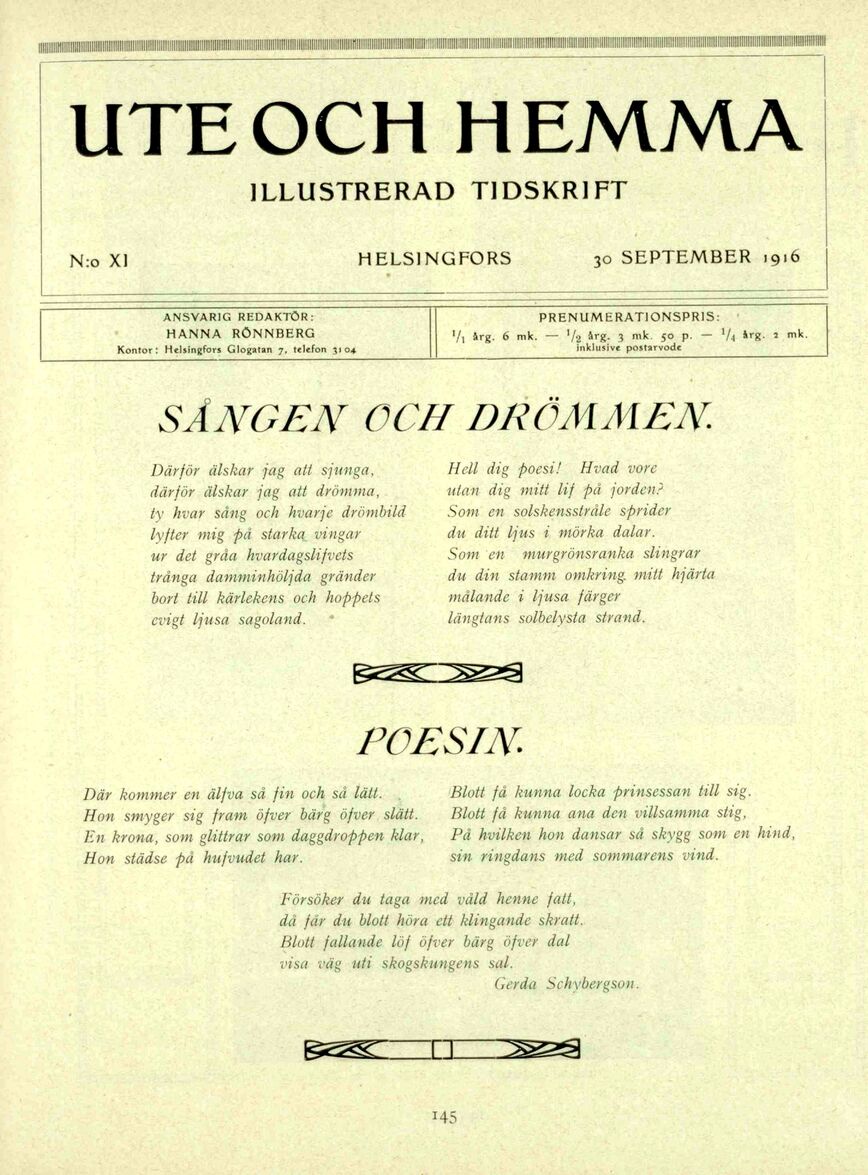 UTE OCH HEMMA
ILLUSTRERAD TIDSKRIFT
N:o XI HELSINGFORS 30 SEPTEMBER 1916
ANSVARIG REDAKTÖR:
HANNA RÖNNBERG
Kontor: Helsingfors Glogatan 7, telefon 3104
PRENUMERATIONSPRIS:
1/1 årg. 6 mk. — 1/2 årg. 3 mk. 50 p. — 1/4 årg. 2 mk.
inklusive postarvode
SÅNGEN OCH DRÖMMEN.
Därför älskar jag att sjunga,
därför älskar jag att drömma,
ty hvar sång och hvarje drömbild
lyfter mig på starka vingar
ur det gråa hvardagslifvets
trånga damminhöljda gränder
bort till kärlekens och hoppets
evigt ljusa sagoland.
Hell dig poesi! Hvad vore
utan dig mitt lif på jorden?
Som en solskensstråle sprider
du ditt ljus i mörka dalar.
Som en murgrönsranka slingrar
du din stamm omkring mitt hjärta
målande i ljusa färger
längtans solbelysta strand.
POESIN.
Där kommer en älfva så fin och så lätt.
Hon smyger sig fram öfver bärg öfver slätt.
En krona, som glittrar som daggdroppen klar,
Hon städse på hufvudet har.
Blott få kunna locka prinsessan till sig.
Blott få kunna ana den villsamma stig,
På hvilken hon dansar så skygg som en hind,
sin ringdans med sommarens vind.
Försöker du taga med våld henne fatt,
då får du blott höra ett klingande skratt.
Blott fallande löf öfver bärg öfver dal
visa väg uti skogskungens sal.
Gerda Schybergson.
145